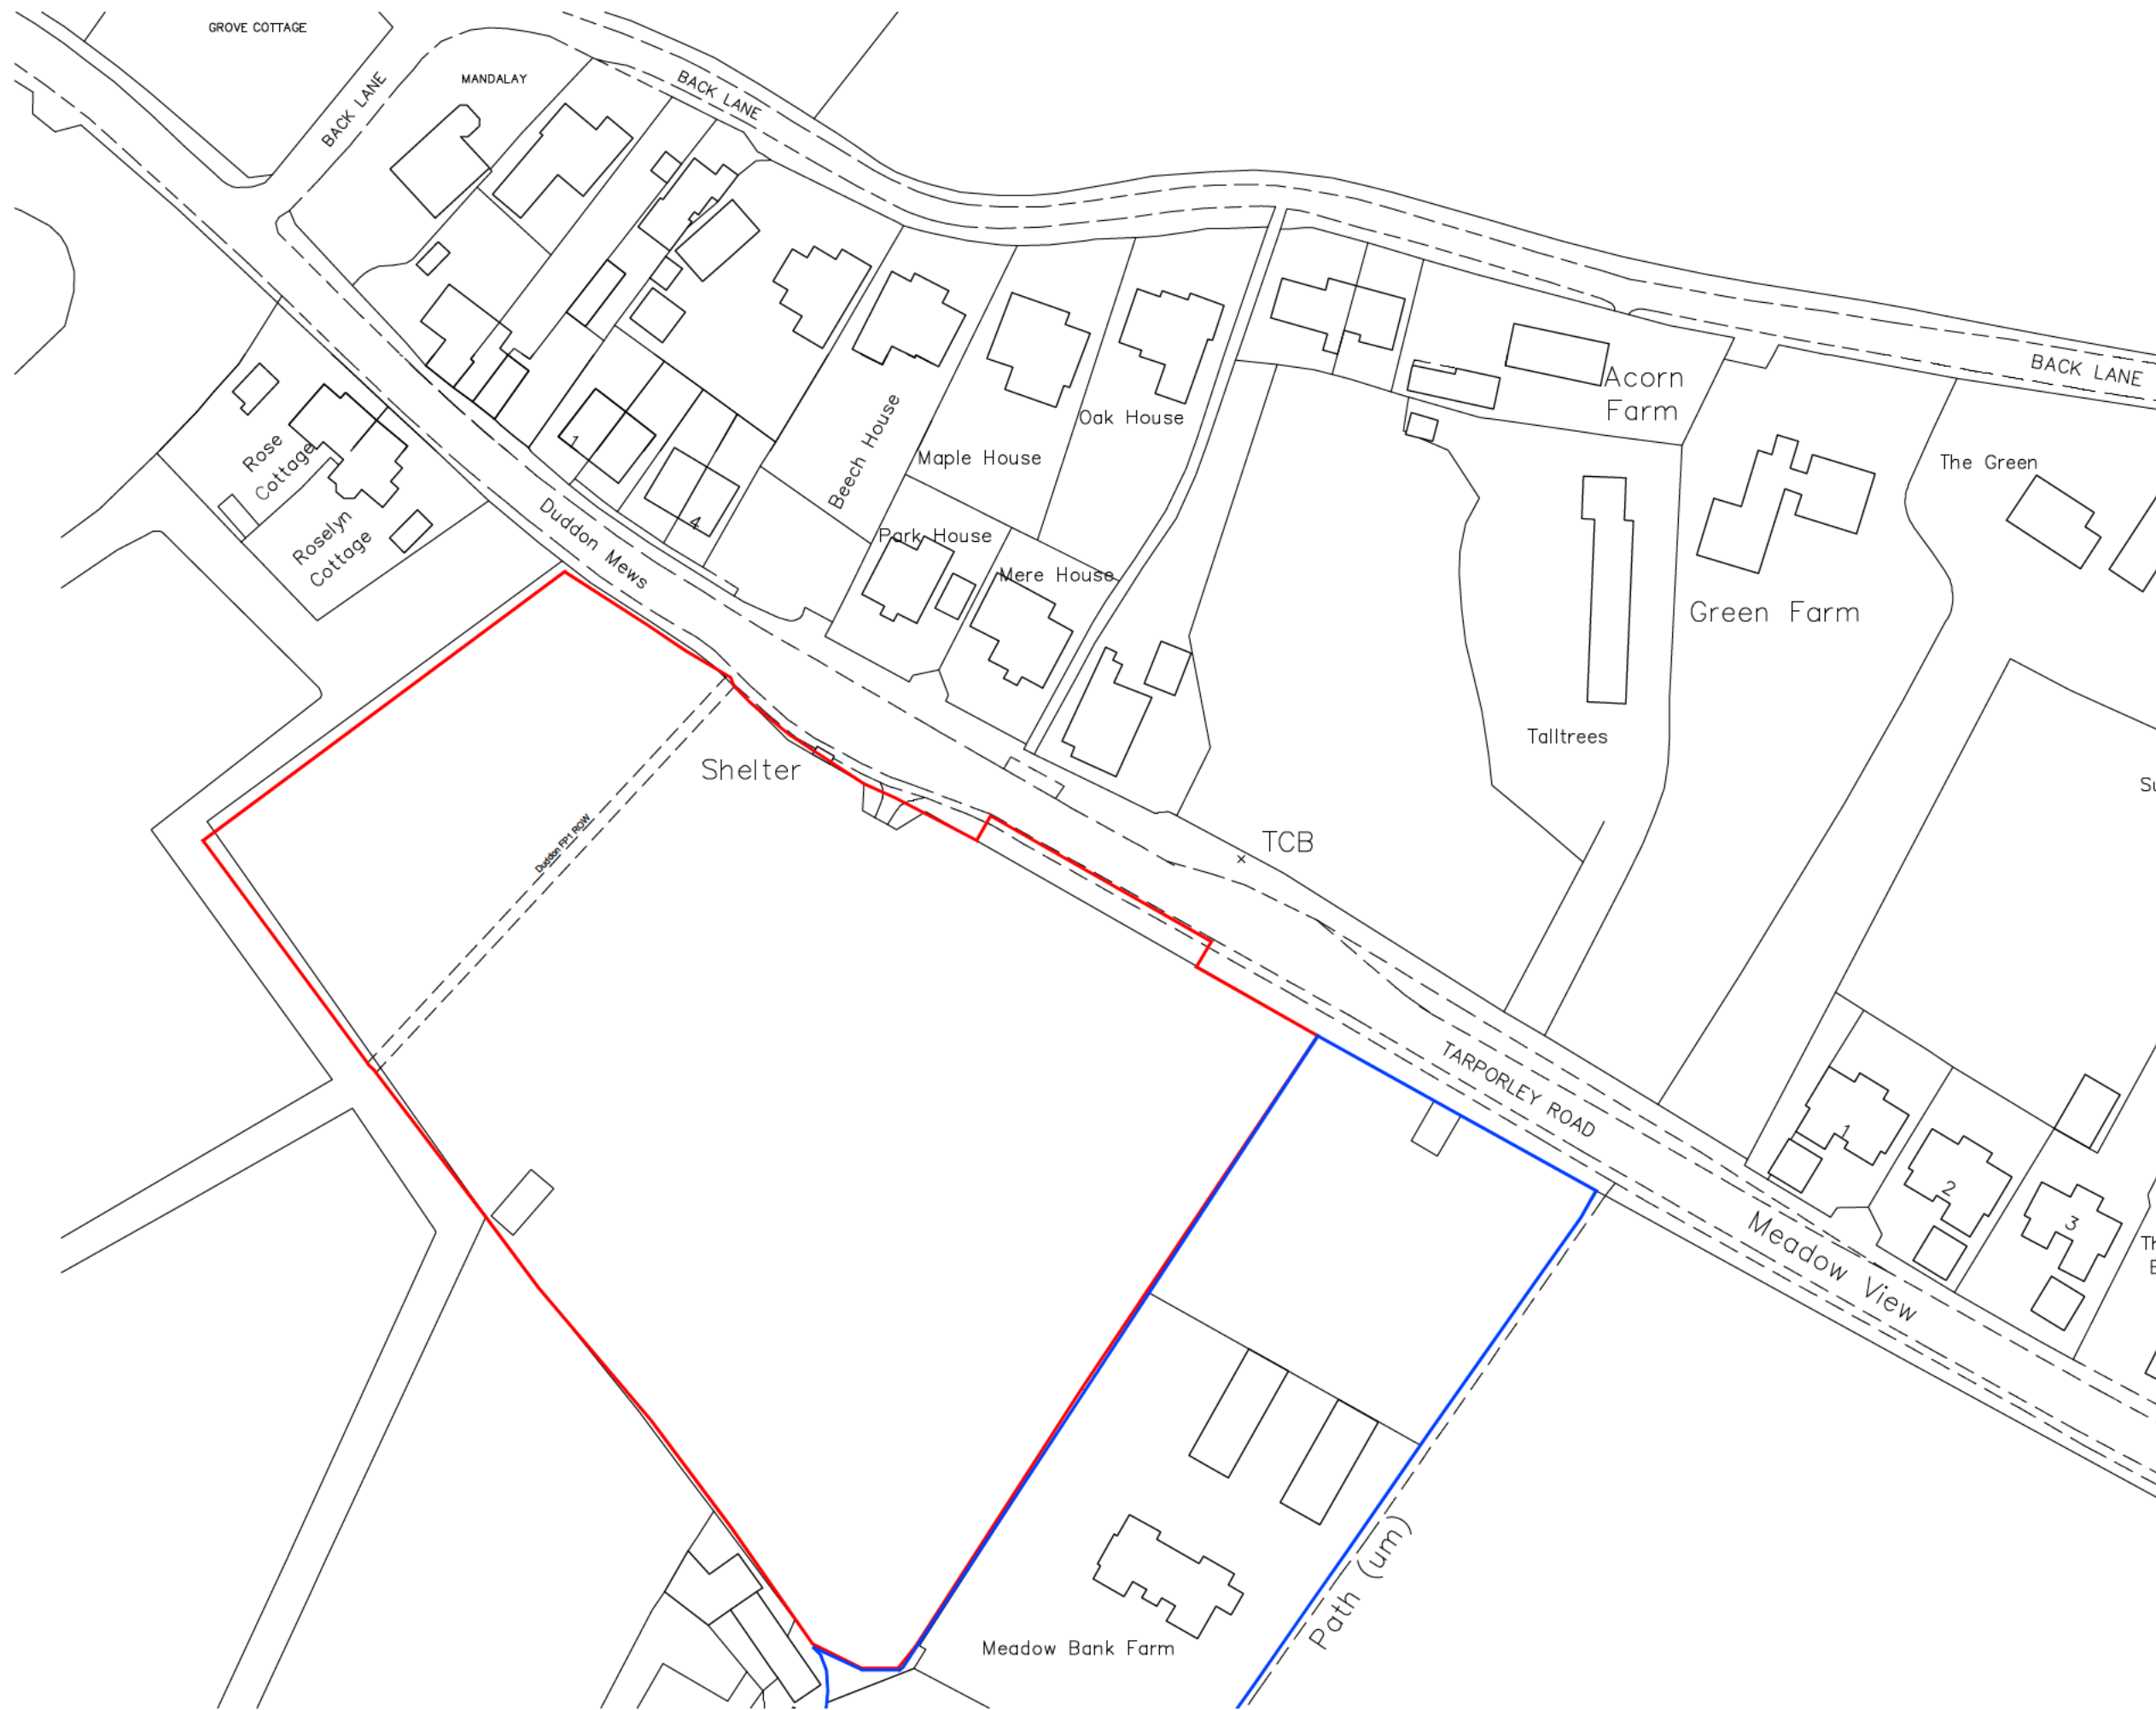 GROVE COTTAGE
MANDALAY
BACK LANE
BACK LANE
BACK LANE
Acorn
Farm
Oak House
Beech House
Maple House
The Green
Rose
Cottage
1
4
Duddon Mews
Park House
Roselyn
Cottage
Mere House
Green Farm
Talltrees
Shelter
Su
TCB
Duddon FP1 ROW
TARPORLEY ROAD
1
2
3
Meadow View
Th
E
Path (um)
Meadow Bank Farm